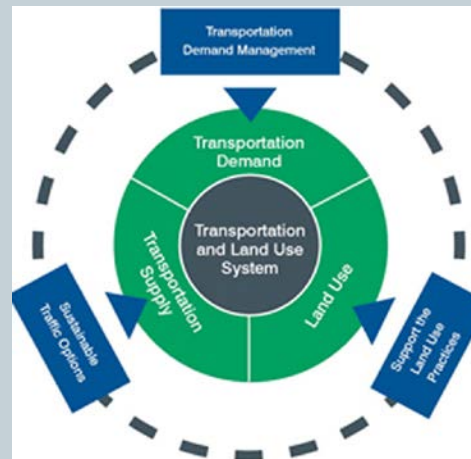 Transportation
Demand Management
Transportation
Demand
Transportation
and Land Use
System
Transportation
Supply
Land Use
Sustainable
Traffic Options
Support the
Land Use
Practices